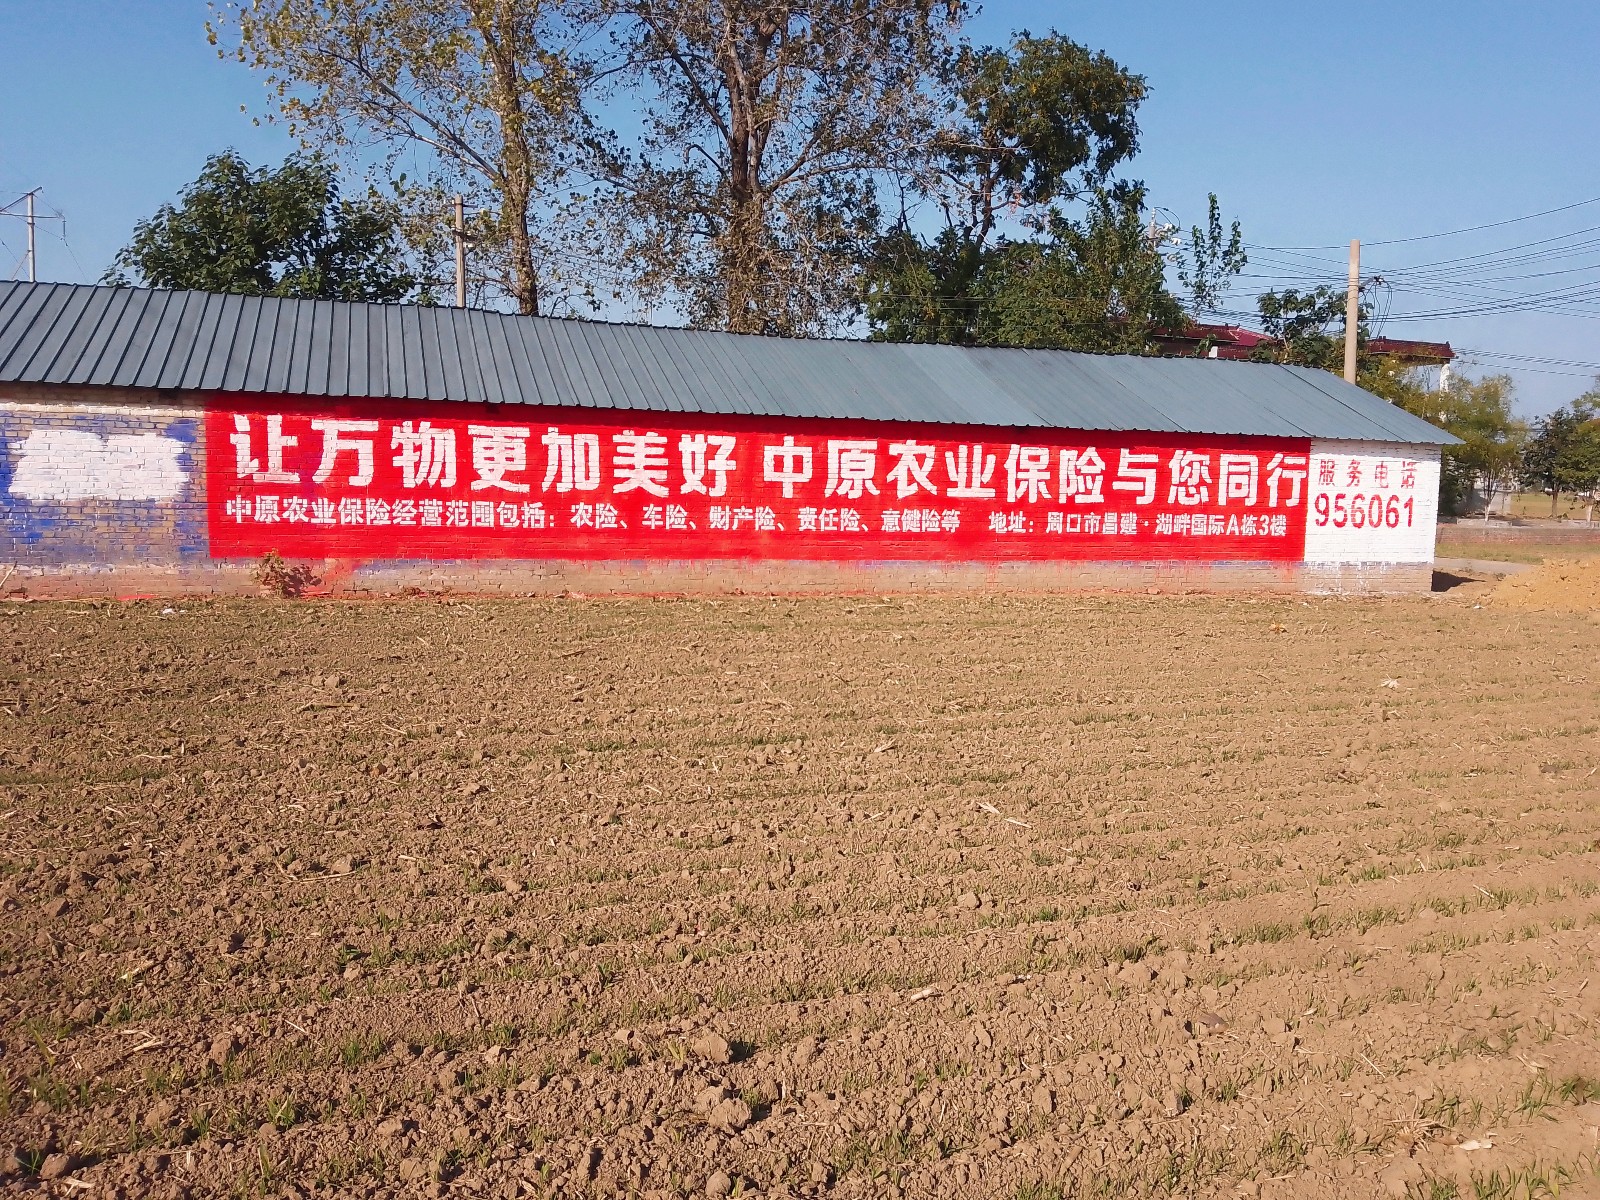 让万物更加美好 中原农业保险与您同行
中原农业保险经营范围包括：农险、车险、财产险、责任险、意健险等 地址：周口市昌建·湖畔国际A栋3楼
服务电话
956061